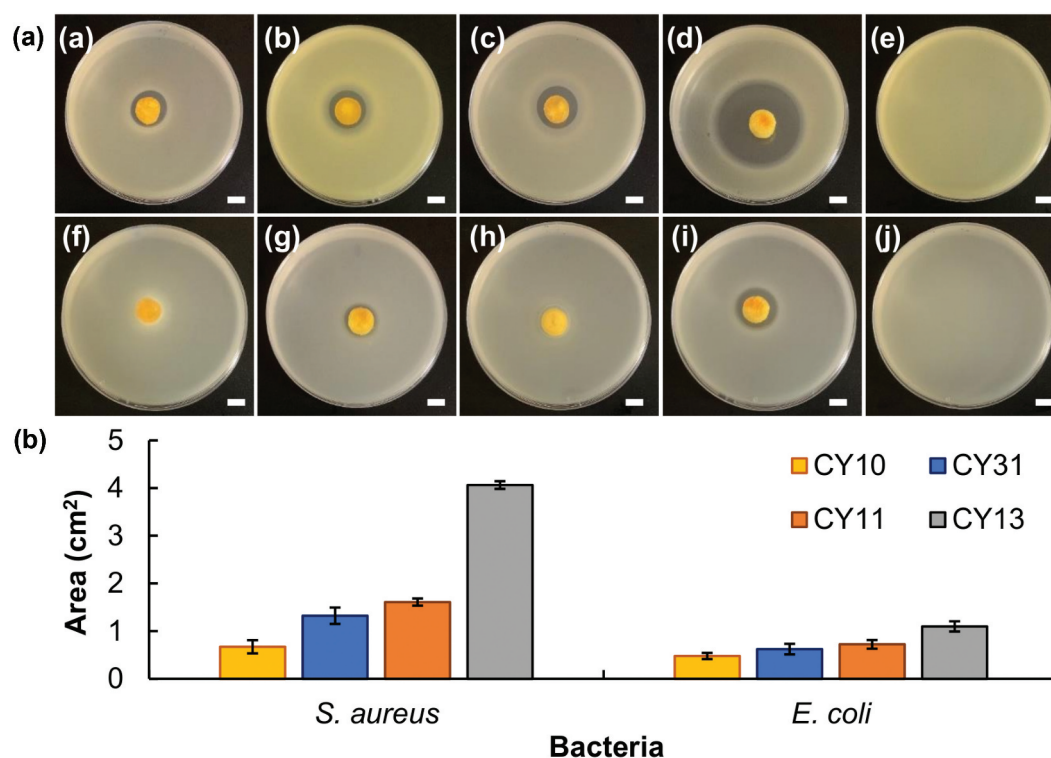 (a)
(a) (b) (c) (d) (e)
(f) (g) (h) (i) (j)
(b)
5
4
3
2
1
0
Area (cm²)
CY10 CY31
CY11 CY13
S. aureus E. coli
Bacteria